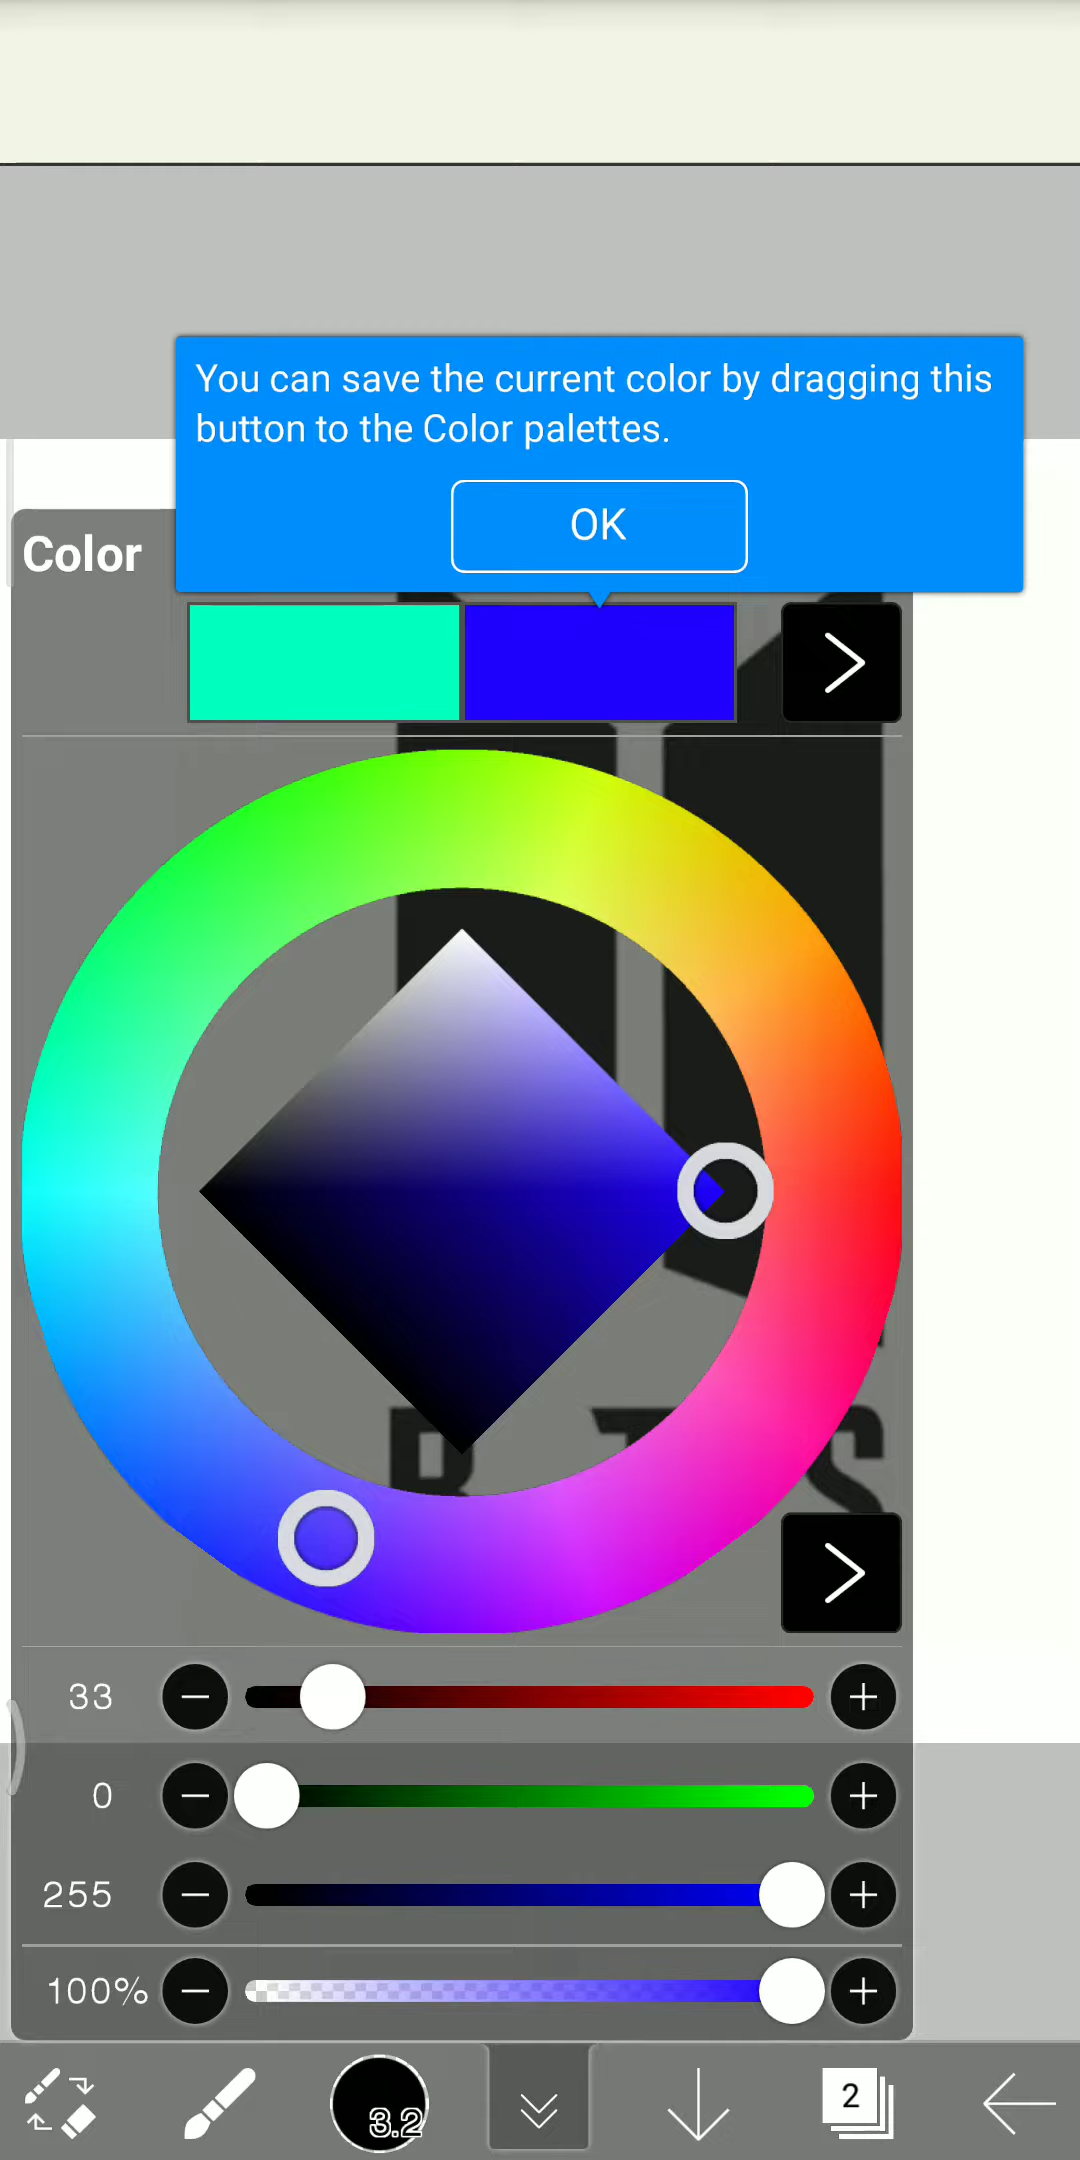 You can save the current color by dragging this
button to the Color palettes.
OK
Color
33
0
255
100%
3.2
2